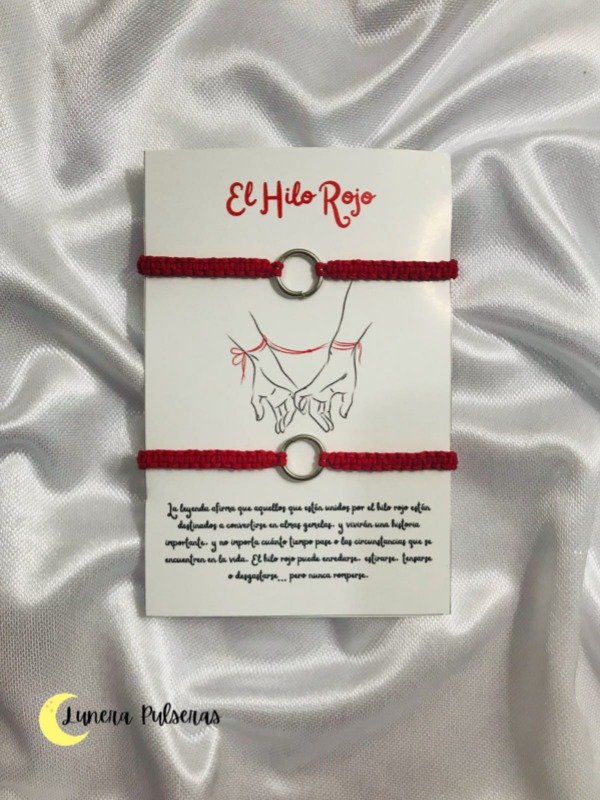 El Hilo Rojo
La leyenda afirma que aquellos que están unidos por el hilo rojo están
destinados a convertirse en almas gemelas, y vivirán una historia
importante, y no importa cuánto tiempo pase o las circunstancias que se
encuentren en la vida. El hilo rojo puede enredarse, estirarse, tensarse
o desgastarse... pero nunca romperse.
Lunera Pulseras